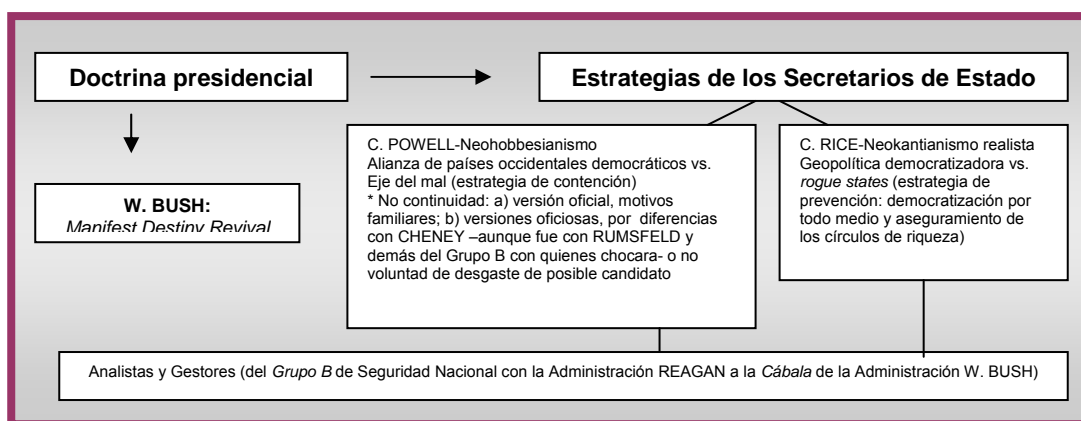 Doctrina presidencial
Estrategias de los Secretarios de Estado
W. BUSH:
Manifest Destiny Revival
C. POWELL-Neohobbesianismo
Alianza de países occidentales democráticos vs.
Eje del mal (estrategia de contención)
* No continuidad: a) versión oficial, motivos
familiares; b) versiones oficiosas, por diferencias
con CHENEY –aunque fue con RUMSFELD y
demás del Grupo B con quienes chocara- o no
voluntad de desgaste de posible candidato
C. RICE-Neokantianismo realista
Geopolítica democratizadora vs.
rogue states (estrategia de
prevención: democratización por
todo medio y aseguramiento de
los círculos de riqueza)
Analistas y Gestores (del Grupo B de Seguridad Nacional con la Administración REAGAN a la Cábala de la Administración W. BUSH)